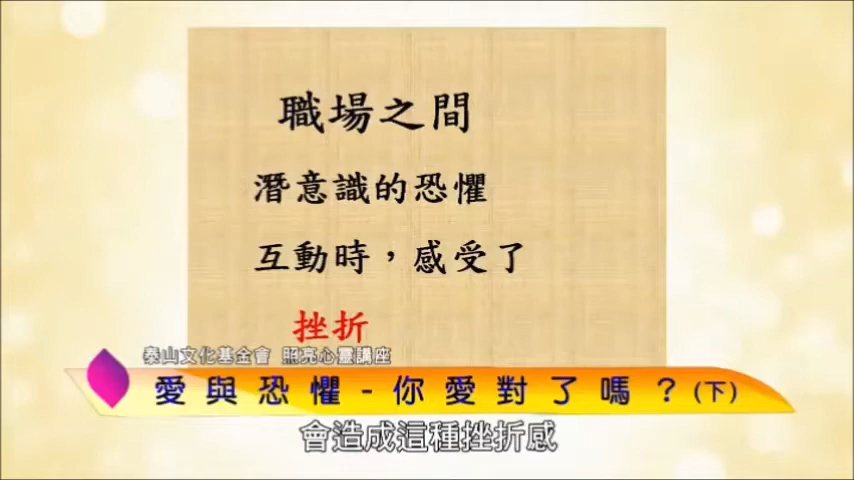 職場之間
潛意識的恐懼
互動時，感受了
挫折
泰山文化基金會 照亮心靈講座
愛與恐懼-你愛對了嗎？(下)
會造成這種挫折感